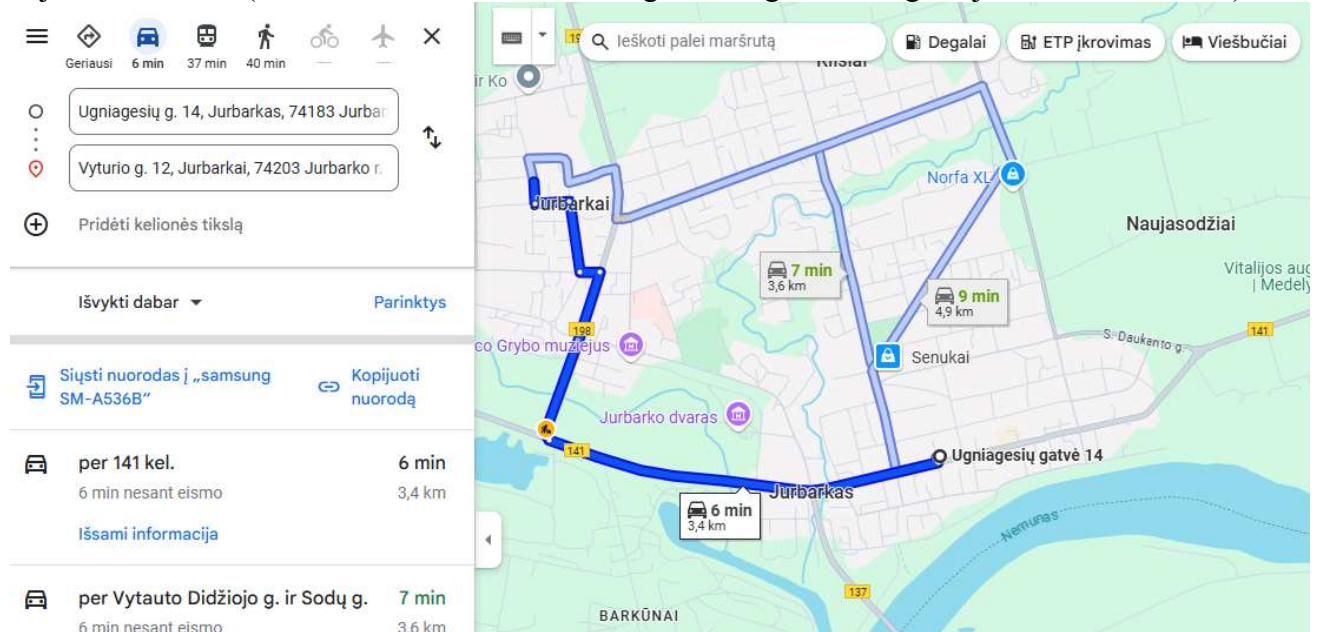 Geriausi
6 min
37 min
40 min
Ugniagesių g. 14, Jurbarkas, 74183 Jurbar
Vyturio g. 12, Jurbarkai, 74203 Jurbarko r.
Pridėti kelionės tikslą
Išvykti dabar
Parinktys
Siųsti nuorodas į „samsung SM-A536B“
Kopijuoti nuorodą
per 141 kel.
6 min
6 min nesant eismo
3,4 km
Išsami informacija
per Vytauto Didžiojo g. ir Sodų g.
7 min
6 min nesant eismo
3,6 km
Ieškoti palei maršrutą
Degalai
ETP įkrovimas
Viešbučiai
ir Ko
Norfa XL
Jurbarkai
Naujasodžiai
7 min
3,6 km
Vitalijos aug
| Medely
9 min
4,9 km
198
141
S. Daukanto g.
co Grybo muziejus
Senukai
Jurbarko dvaras
141
Ugniagesių gatvė 14
Jurbarkas
6 min
3,4 km
Nemunas
137
BARKŪNAI